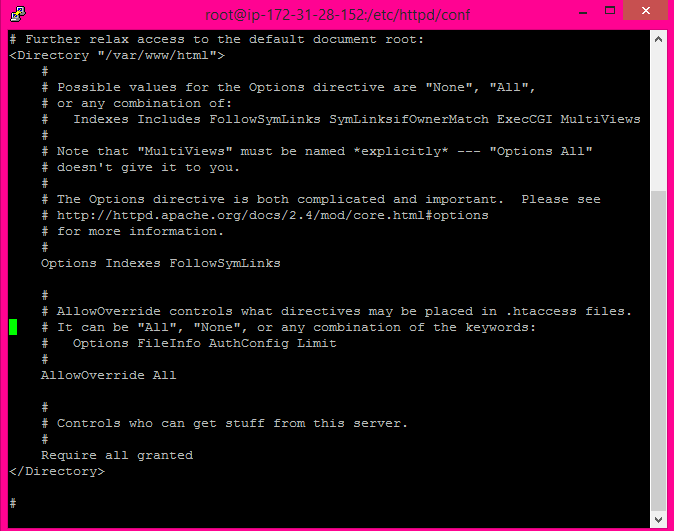 root@ip-172-31-28-152:/etc/httpd/conf
# Further relax access to the default document root:
<Directory "/var/www/html">
    #
    # Possible values for the Options directive are "None", "All",
    # or any combination of:
    #   Indexes Includes FollowSymLinks SymLinksifOwnerMatch ExecCGI MultiViews
    #
    # Note that "MultiViews" must be named *explicitly* --- "Options All"
    # doesn't give it to you.
    #
    # The Options directive is both complicated and important.  Please see
    # http://httpd.apache.org/docs/2.4/mod/core.html#options
    # for more information.
    #
    Options Indexes FollowSymLinks

    #
    # AllowOverride controls what directives may be placed in .htaccess files.
    # It can be "All", "None", or any combination of the keywords:
    #   Options FileInfo AuthConfig Limit
    #
    AllowOverride All

    #
    # Controls who can get stuff from this server.
    #
    Require all granted
</Directory>

#